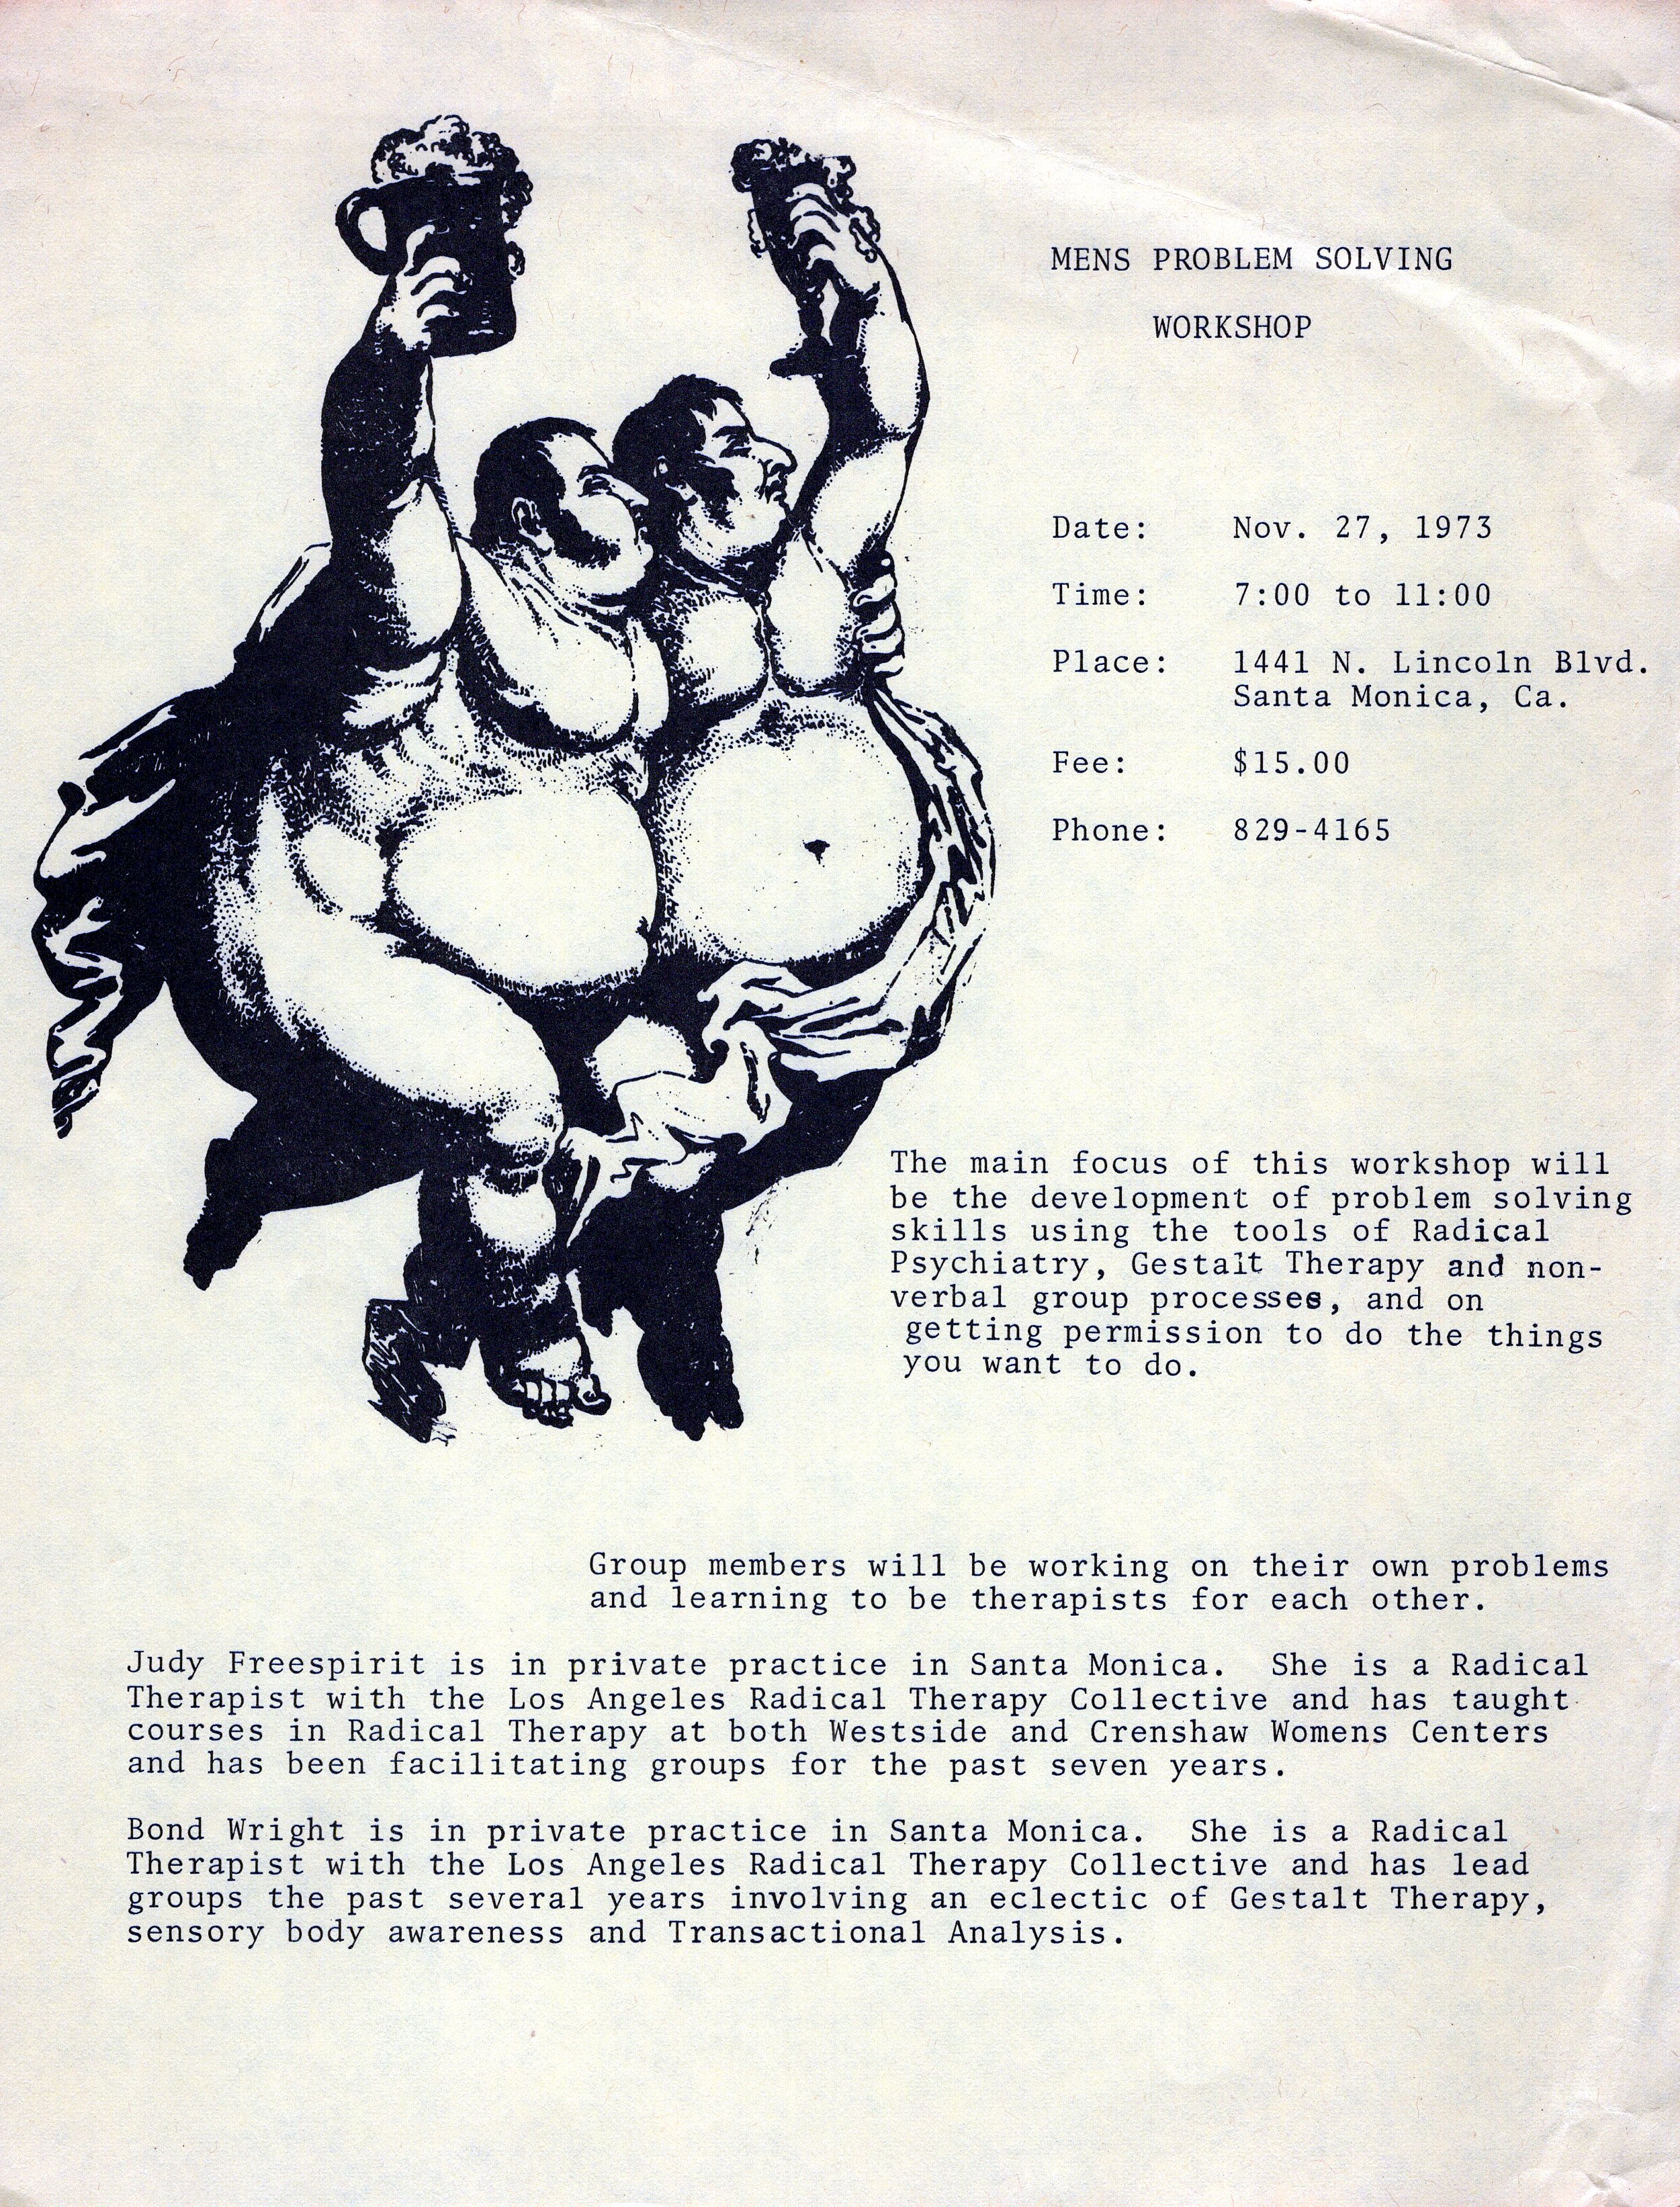 MENS PROBLEM SOLVING
WORKSHOP
Date: Nov. 27, 1973
Time: 7:00 to 11:00
Place: 1441 N. Lincoln Blvd.
Santa Monica, Ca.
Fee: $15.00
Phone: 829-4165
The main focus of this workshop will
be the development of problem solving
skills using the tools of Radical
Psychiatry, Gestalt Therapy and non-
verbal group processes, and on
getting permission to do the things
you want to do.
Group members will be working on their own problems
and learning to be therapists for each other.
Judy Freespirit is in private practice in Santa Monica. She is a Radical
Therapist with the Los Angeles Radical Therapy Collective and has taught
courses in Radical Therapy at both Westside and Crenshaw Womens Centers
and has been facilitating groups for the past seven years.
Bond Wright is in private practice in Santa Monica. She is a Radical
Therapist with the Los Angeles Radical Therapy Collective and has lead
groups the past several years involving an eclectic of Gestalt Therapy,
sensory body awareness and Transactional Analysis.